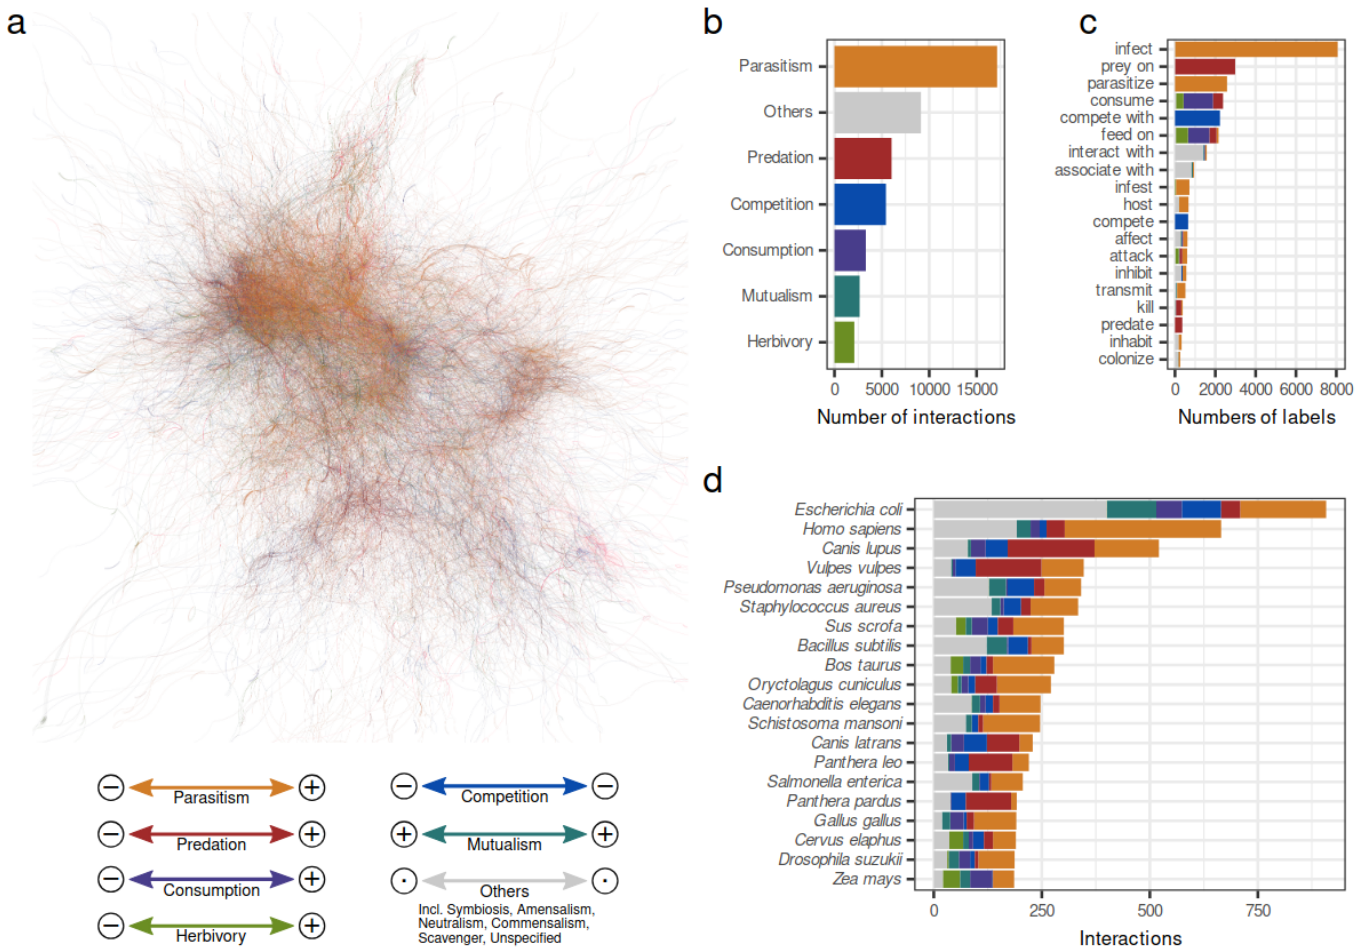 a
b
Parasitism
Others
Predation
Competition
Consumption
Mutualism
Herbivory
0 5000 10000 15000
Number of interactions
c
infect
prey on
parasitize
consume
compete with
feed on
interact with
associate with
infest
host
compete
affect
attack
inhibit
transmit
kill
predate
inhabit
colonize
0 2000 4000 6000 8000
Numbers of labels
d
Escherichia coli
Homo sapiens
Canis lupus
Vulpes vulpes
Pseudomonas aeruginosa
Staphylococcus aureus
Sus scrofa
Bacillus subtilis
Bos taurus
Oryctolagus cuniculus
Caenorhabditis elegans
Schistosoma mansoni
Canis latrans
Panthera leo
Salmonella enterica
Panthera pardus
Gallus gallus
Cervus elaphus
Drosophila suzukii
Zea mays
0 250 500 750
Interactions
− Parasitism +
− Predation +
− Consumption +
− Herbivory +
− Competition −
+ Mutualism +
· Others ·
Incl. Symbiosis, Amensalism,
Neutralism, Commensalism,
Scavenger, Unspecified